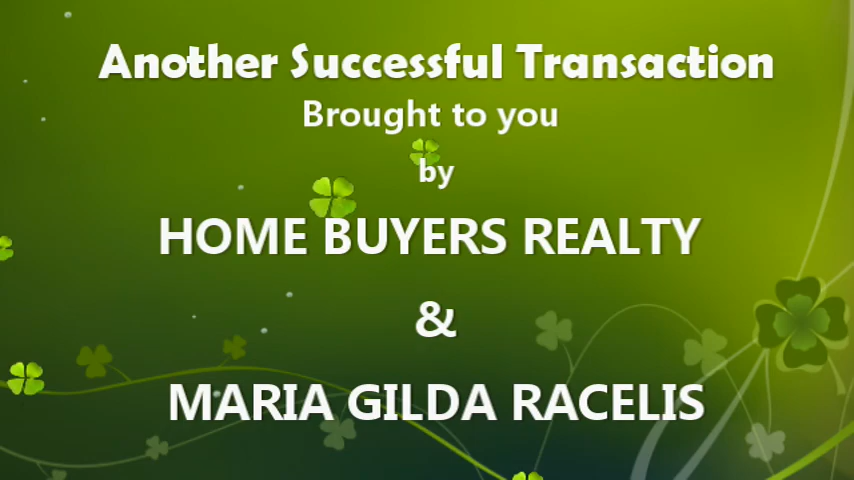 Another Successful Transaction
Brought to you
by
HOME BUYERS REALTY
&
MARIA GILDA RACELIS